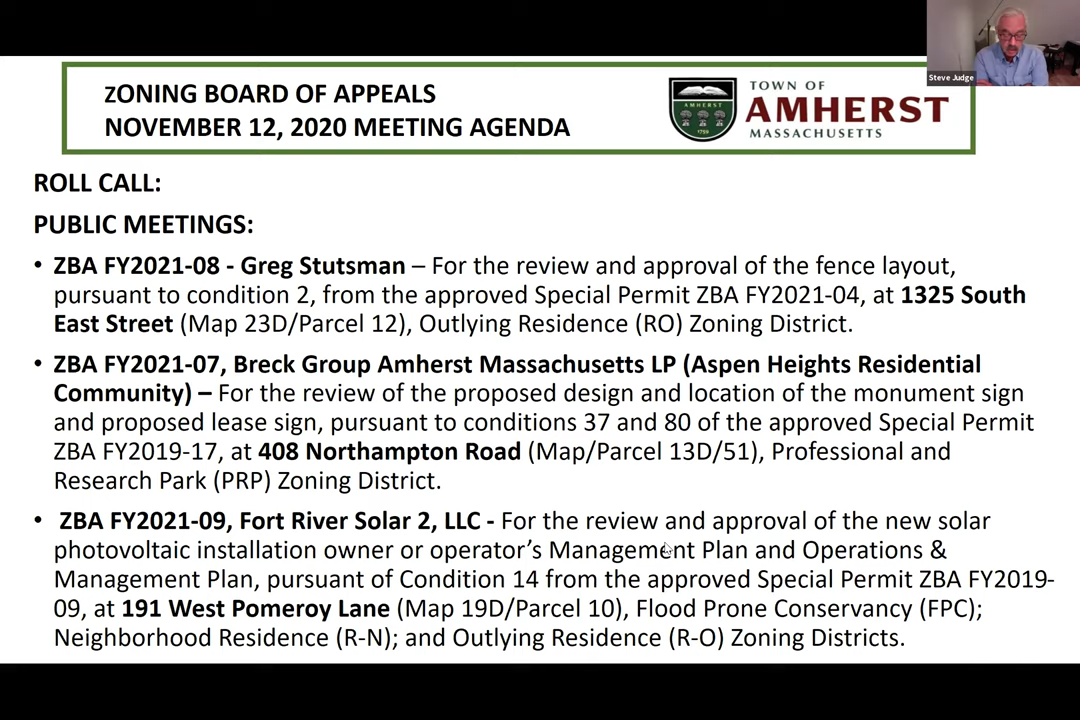 Steve Judge
ZONING BOARD OF APPEALS
NOVEMBER 12, 2020 MEETING AGENDA
AMHERST
1759
TOWN OF
AMHERST
MASSACHUSETTS
ROLL CALL:
PUBLIC MEETINGS:
• ZBA FY2021-08 - Greg Stutsman – For the review and approval of the fence layout,
pursuant to condition 2, from the approved Special Permit ZBA FY2021-04, at 1325 South
East Street (Map 23D/Parcel 12), Outlying Residence (RO) Zoning District.
• ZBA FY2021-07, Breck Group Amherst Massachusetts LP (Aspen Heights Residential
Community) – For the review of the proposed design and location of the monument sign
and proposed lease sign, pursuant to conditions 37 and 80 of the approved Special Permit
ZBA FY2019-17, at 408 Northampton Road (Map/Parcel 13D/51), Professional and
Research Park (PRP) Zoning District.
• ZBA FY2021-09, Fort River Solar 2, LLC - For the review and approval of the new solar
photovoltaic installation owner or operator’s Management Plan and Operations &
Management Plan, pursuant of Condition 14 from the approved Special Permit ZBA FY2019-
09, at 191 West Pomeroy Lane (Map 19D/Parcel 10), Flood Prone Conservancy (FPC);
Neighborhood Residence (R-N); and Outlying Residence (R-O) Zoning Districts.